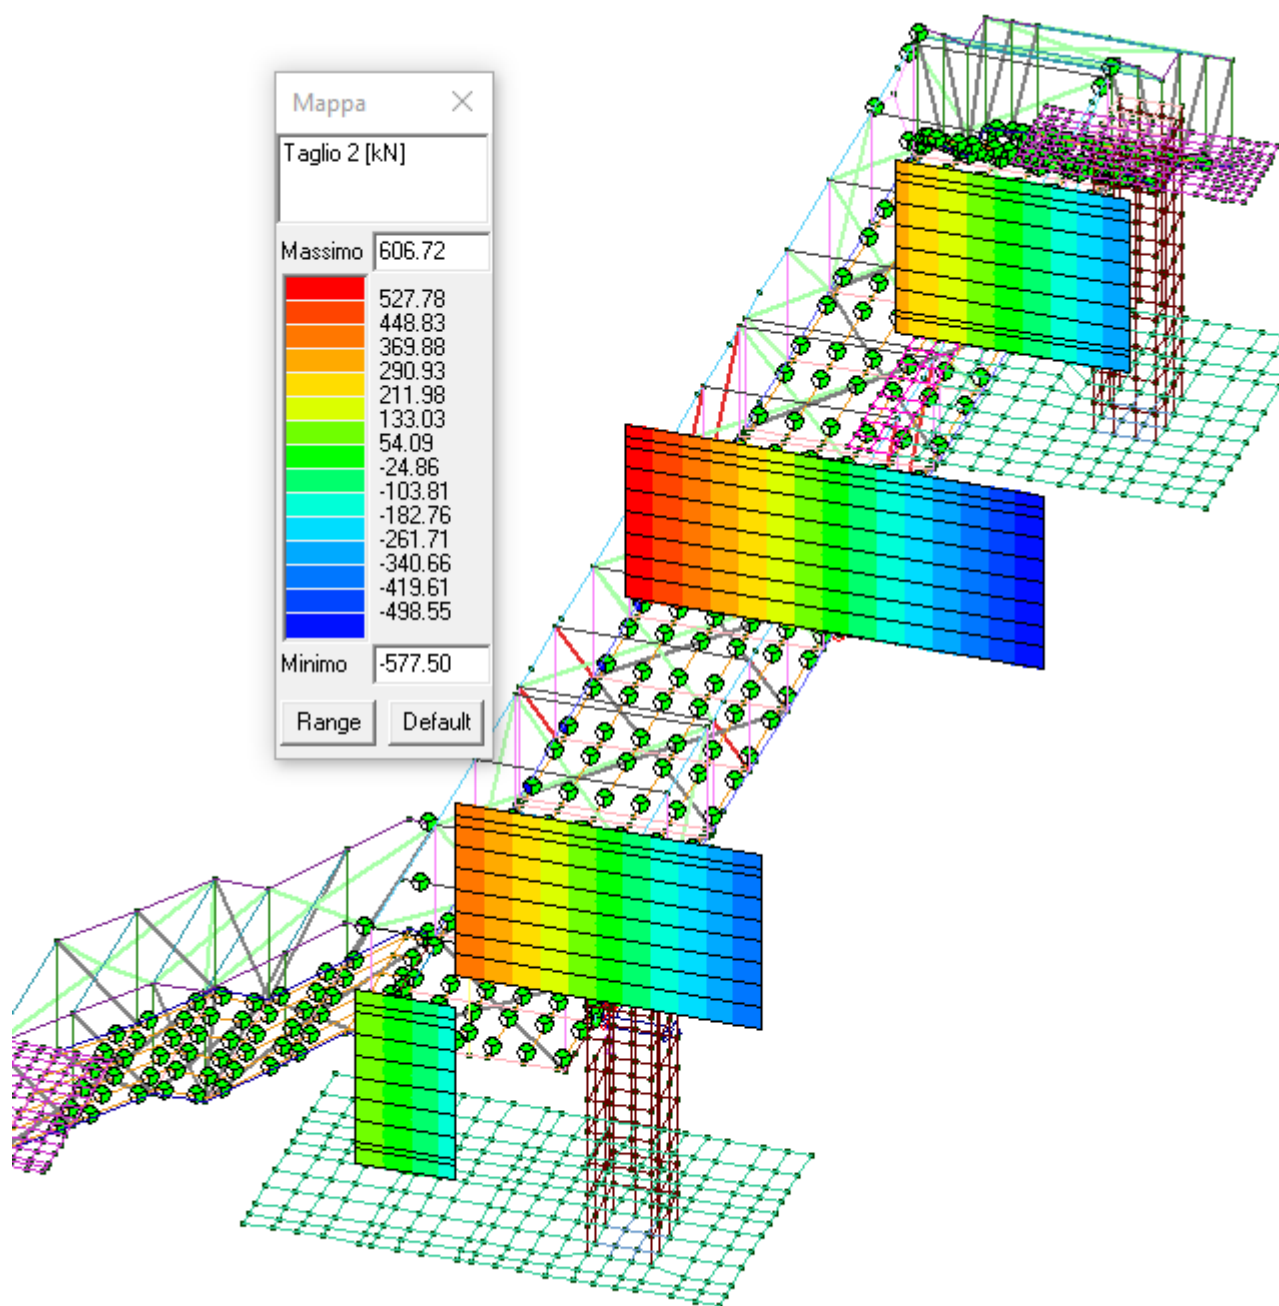 Mappa
Taglio 2 [kN]
Massimo 606.72
527.78
448.83
369.88
290.93
211.98
133.03
54.09
-24.86
-103.81
-182.76
-261.71
-340.66
-419.61
-498.55
Minimo -577.50
Range Default